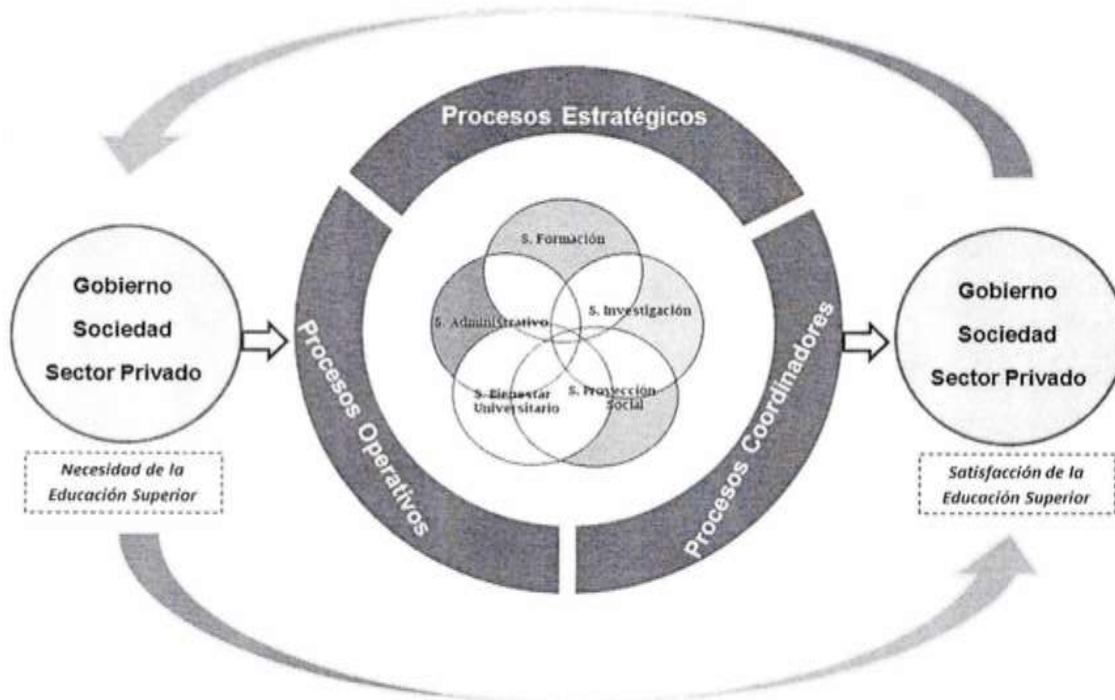 Procesos Estratégicos
Gobierno
Sociedad
Sector Privado
Necesidad de la
Educación Superior
Procesos Operativos
S. Formación
S. Administrativo
S. Investigación
S. Bienestar
Universitario
S. Proyección
Social
Procesos Coordinadores
Gobierno
Sociedad
Sector Privado
Satisfacción de la
Educación Superior